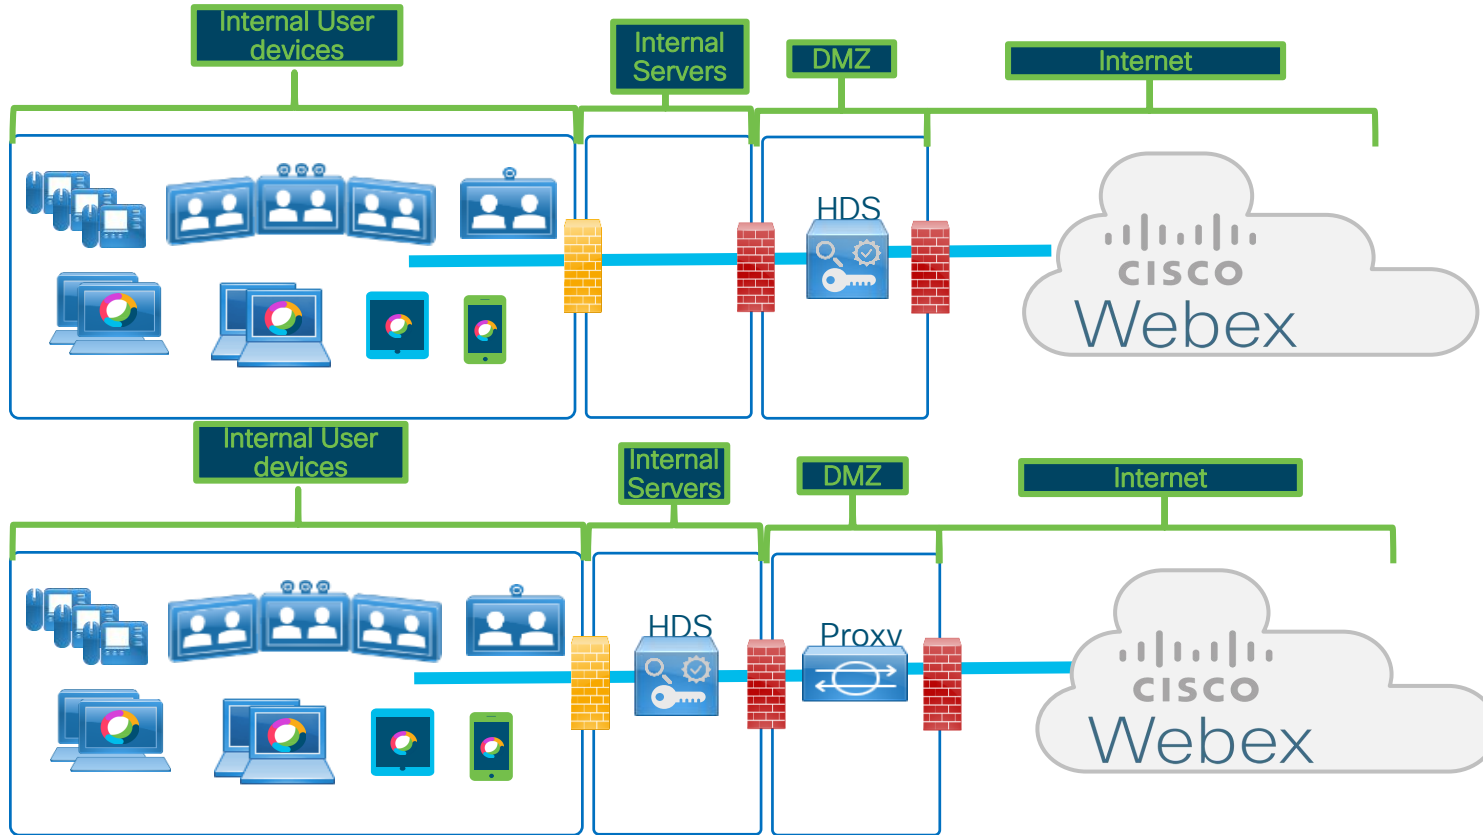 Internal User
devices
Internal
Servers
DMZ
Internet
HDS
CISCO
Webex
Internal User
devices
Internal
Servers
DMZ
Internet
HDS
Proxy
CISCO
Webex